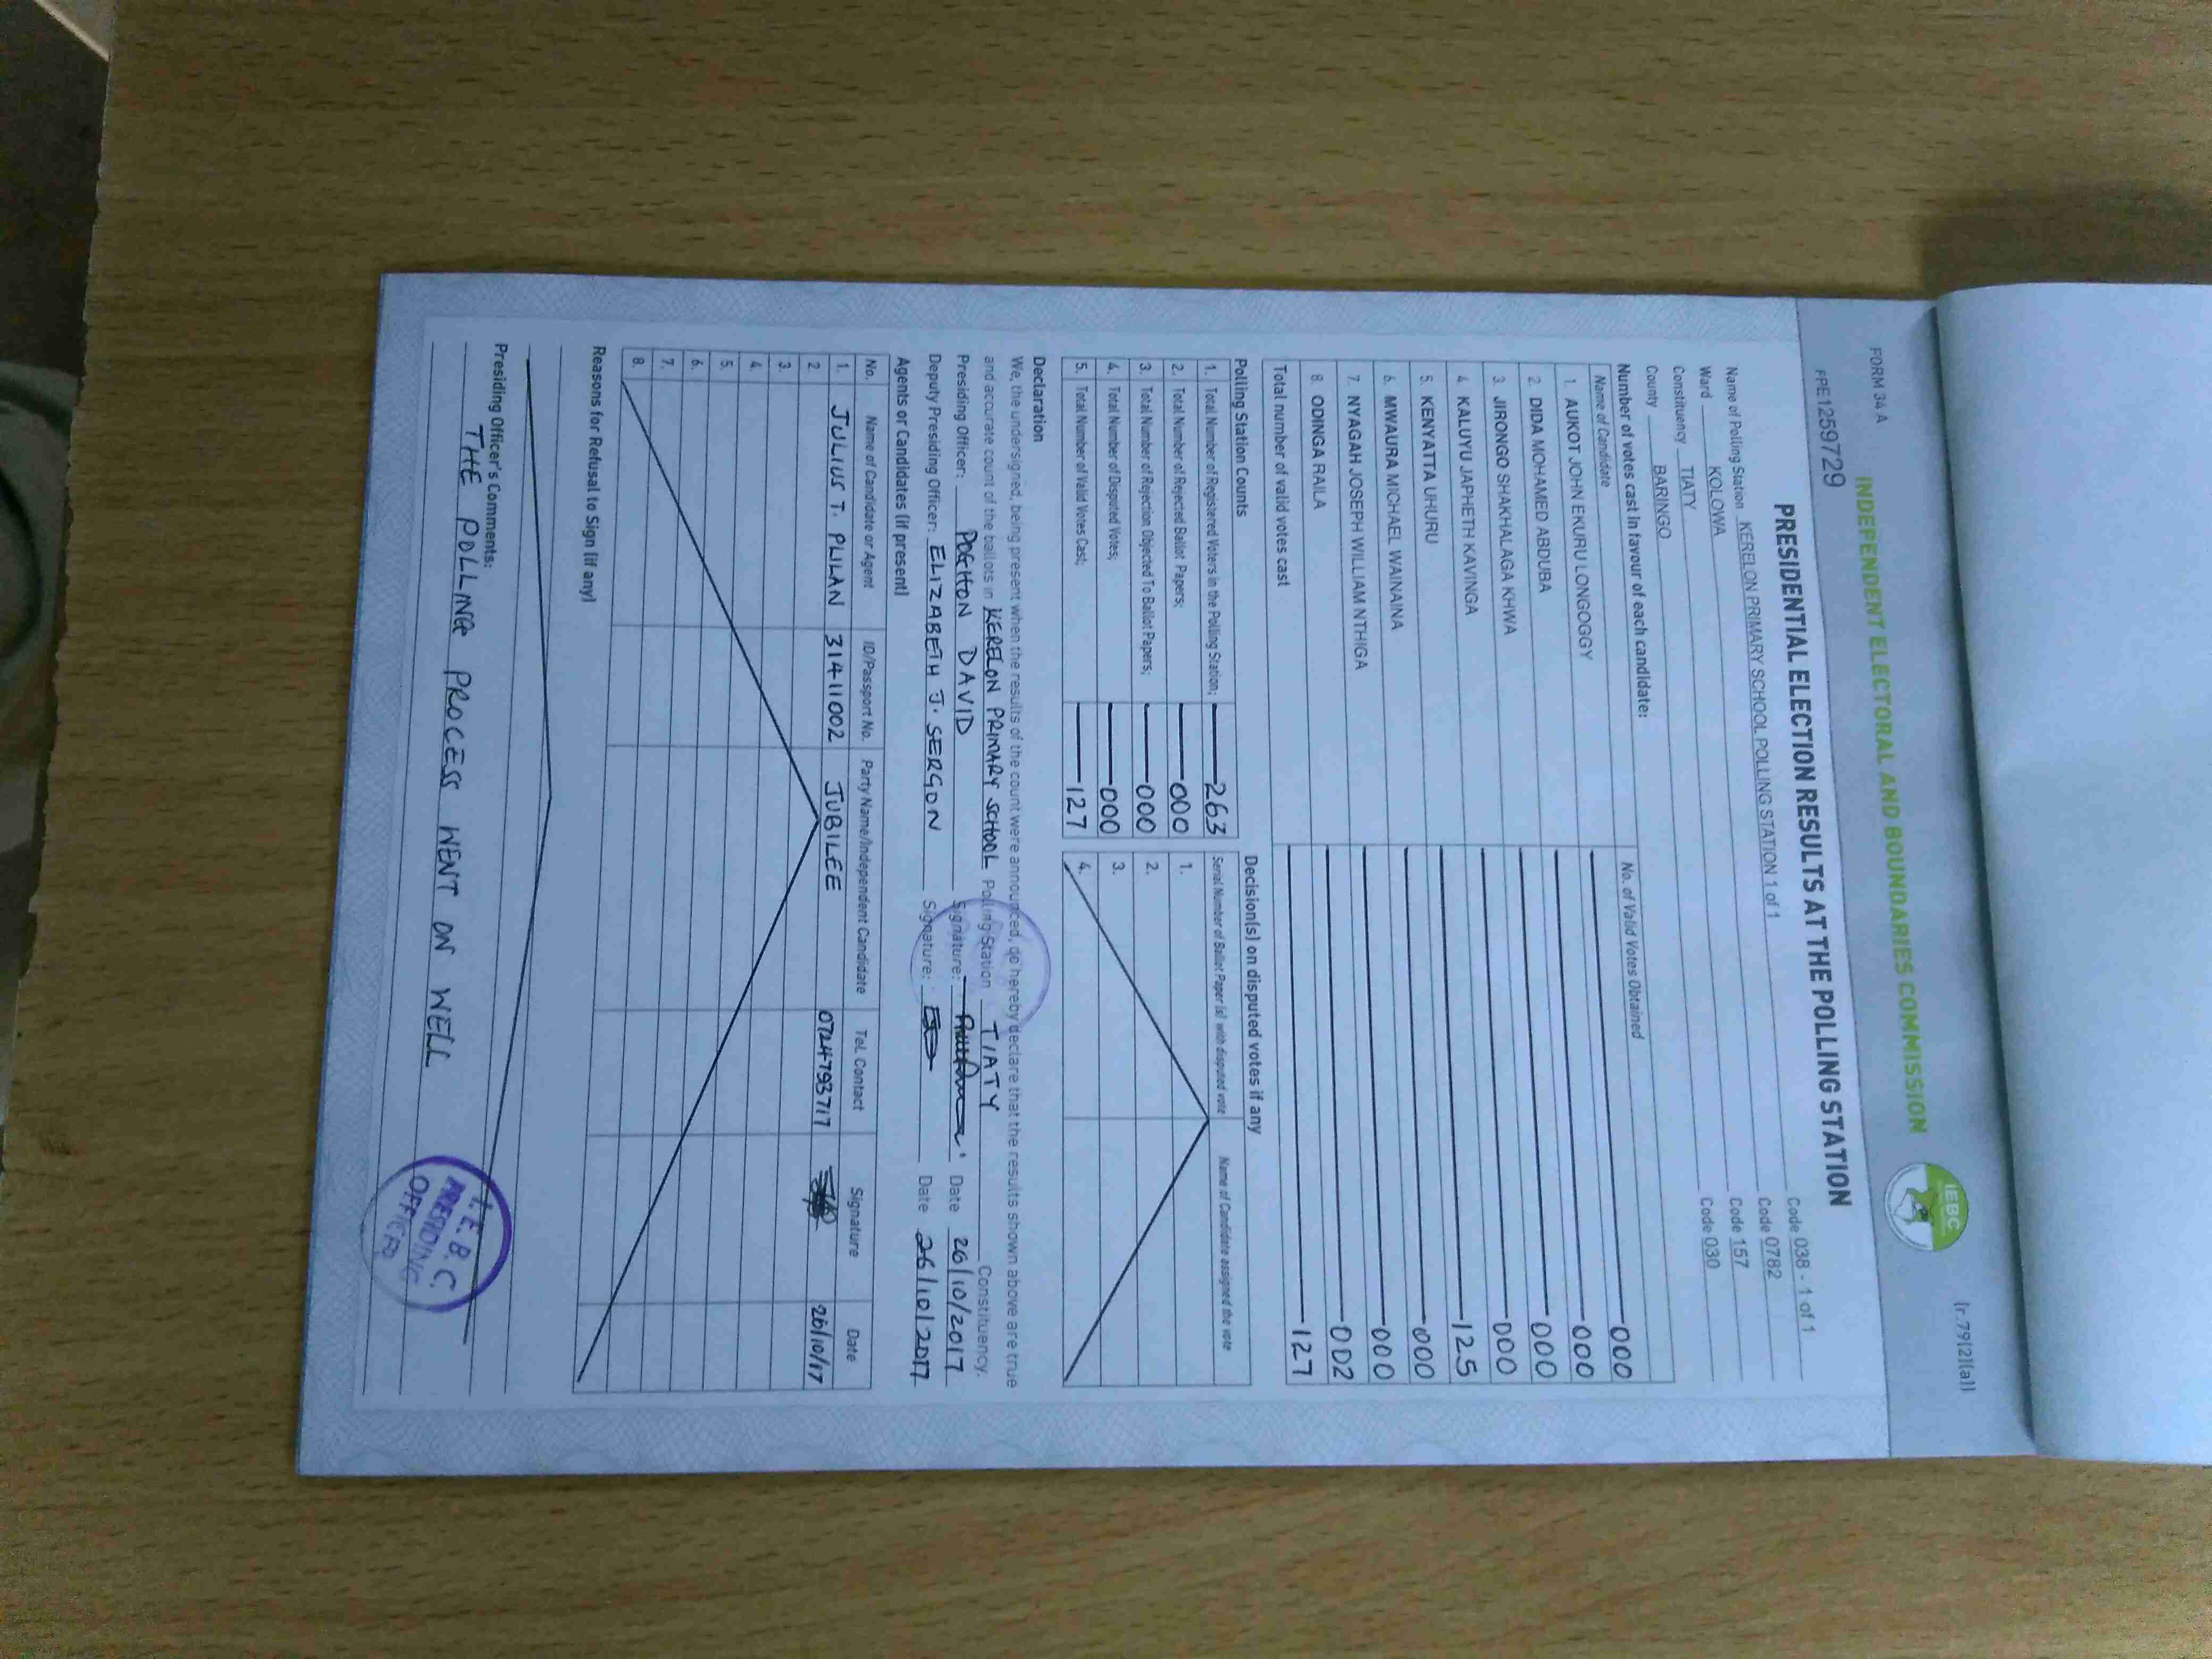 FORM 34 A
(r.79(2)(a))
INDEPENDENT ELECTORAL AND BOUNDARIES COMMISSION
IEBC
PPE1259729
PRESIDENTIAL ELECTION RESULTS AT THE POLLING STATION
Name of Polling Station KERELON PRIMARY SCHOOL POLLING STATION 1 of 1 Code 038 - 1 of 1
Ward KOLOWA Code 0782
Constituency TIATY Code 157
County BARINGO Code 030
Number of votes cast in favour of each candidate:
Name of Candidate No. of Valid Votes Obtained
1. AUKOT JOHN EKURU LONGOGGY 000
2. DIDA MOHAMED ABDUBA 000
3. JIRONGO SHAKHALAGA KHWA 000
4. KALUYU JAPHETH KAVINGA 000
5. KENYATTA UHURU 125
6. MWAURA MICHAEL WAINAINA 000
7. NYAGAH JOSEPH WILLIAM NTHIGA 000
8. ODINGA RAILA 002
Total number of valid votes cast 127
Polling Station Counts
1. Total Number of Registered Voters in the Polling Station; 263
2. Total Number of Rejected Ballot Papers; 000
3. Total Number of Rejection Objected To Ballot Papers; 000
4. Total Number of Disputed Votes; 000
5. Total Number of Valid Votes Cast; 127
Decision(s) on disputed votes if any
Serial Number of Ballot Paper (s) with disputed vote Name of Candidate assigned the vote
1.
2.
3.
4.
Declaration
We, the undersigned, being present when the results of the count were announced, do hereby declare that the results shown above are true
and accurate count of the ballots in KERELON PRIMARY SCHOOL Polling Station TIATY Constituency.
Presiding Officer: POGHON DAVID Signature: Date 26/10/2017
Deputy Presiding Officer: ELIZABETH J. SERGON Signature: Date 26/10/2017
Agents or Candidates (if present)
No. Name of Candidate or Agent ID/Passport No. Party Name/Independent Candidate Tel. Contact Signature Date
1. JULIUS T. PLILAN 31411002 JUBILEE 0724793717 26/10/17
2.
3.
4.
5.
6.
7.
8.
Reasons for Refusal to Sign (if any)
Presiding Officer's Comments:
THE POLLING PROCESS WENT ON WELL
I.E.B.C.
PRESIDING
OFFICER